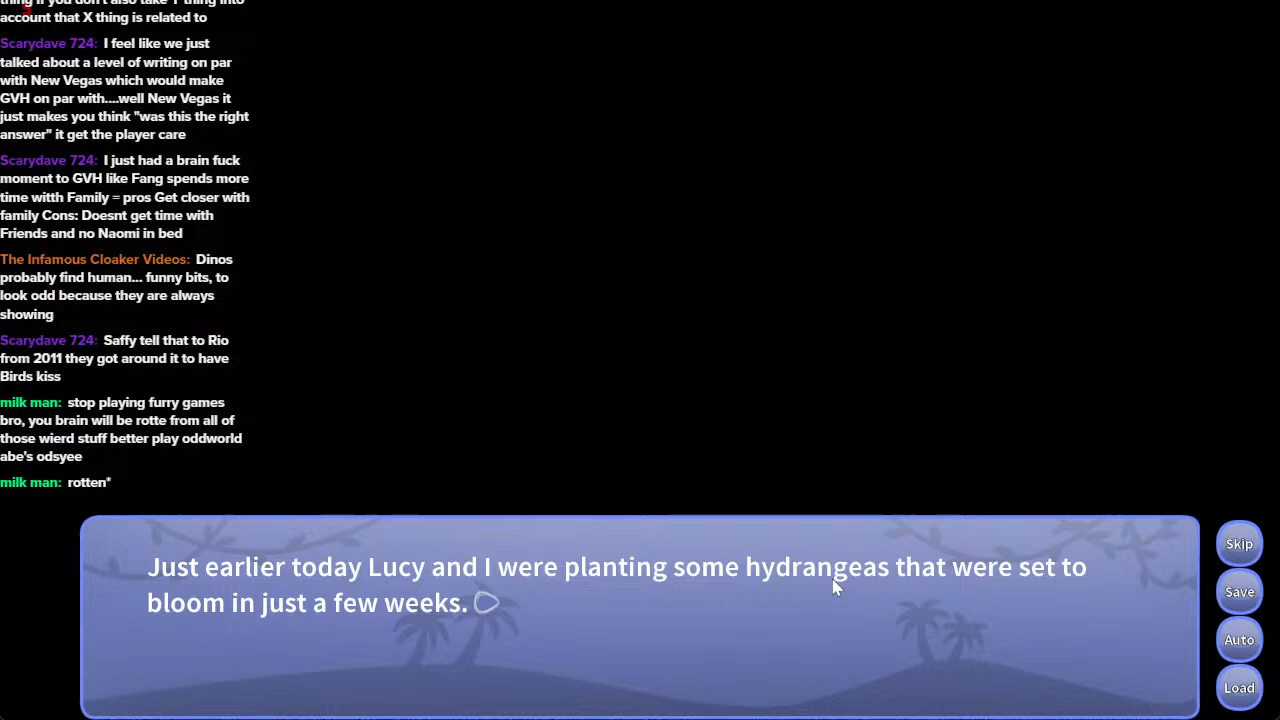 thing if you don't also take Y thing into
account that X thing is related to
Scarydave 724: I feel like we just
talked about a level of writing on par
with New Vegas which would make
GVH on par with....well New Vegas it
just makes you think "was this the right
answer" it get the player care
Scarydave 724: I just had a brain fuck
moment to GVH like Fang spends more
time witth Family = pros Get closer with
family Cons: Doesnt get time with
Friends and no Naomi in bed
The Infamous Cloaker Videos: Dinos
probably find human... funny bits, to
look odd because they are always
showing
Scarydave 724: Saffy tell that to Rio
from 2011 they got around it to have
Birds kiss
milk man: stop playing furry games
bro, you brain will be rotte from all of
those wierd stuff better play oddworld
abe's odsyee
milk man: rotten*
Just earlier today Lucy and I were planting some hydrangeas that were set to
bloom in just a few weeks.
Skip
Save
Auto
Load